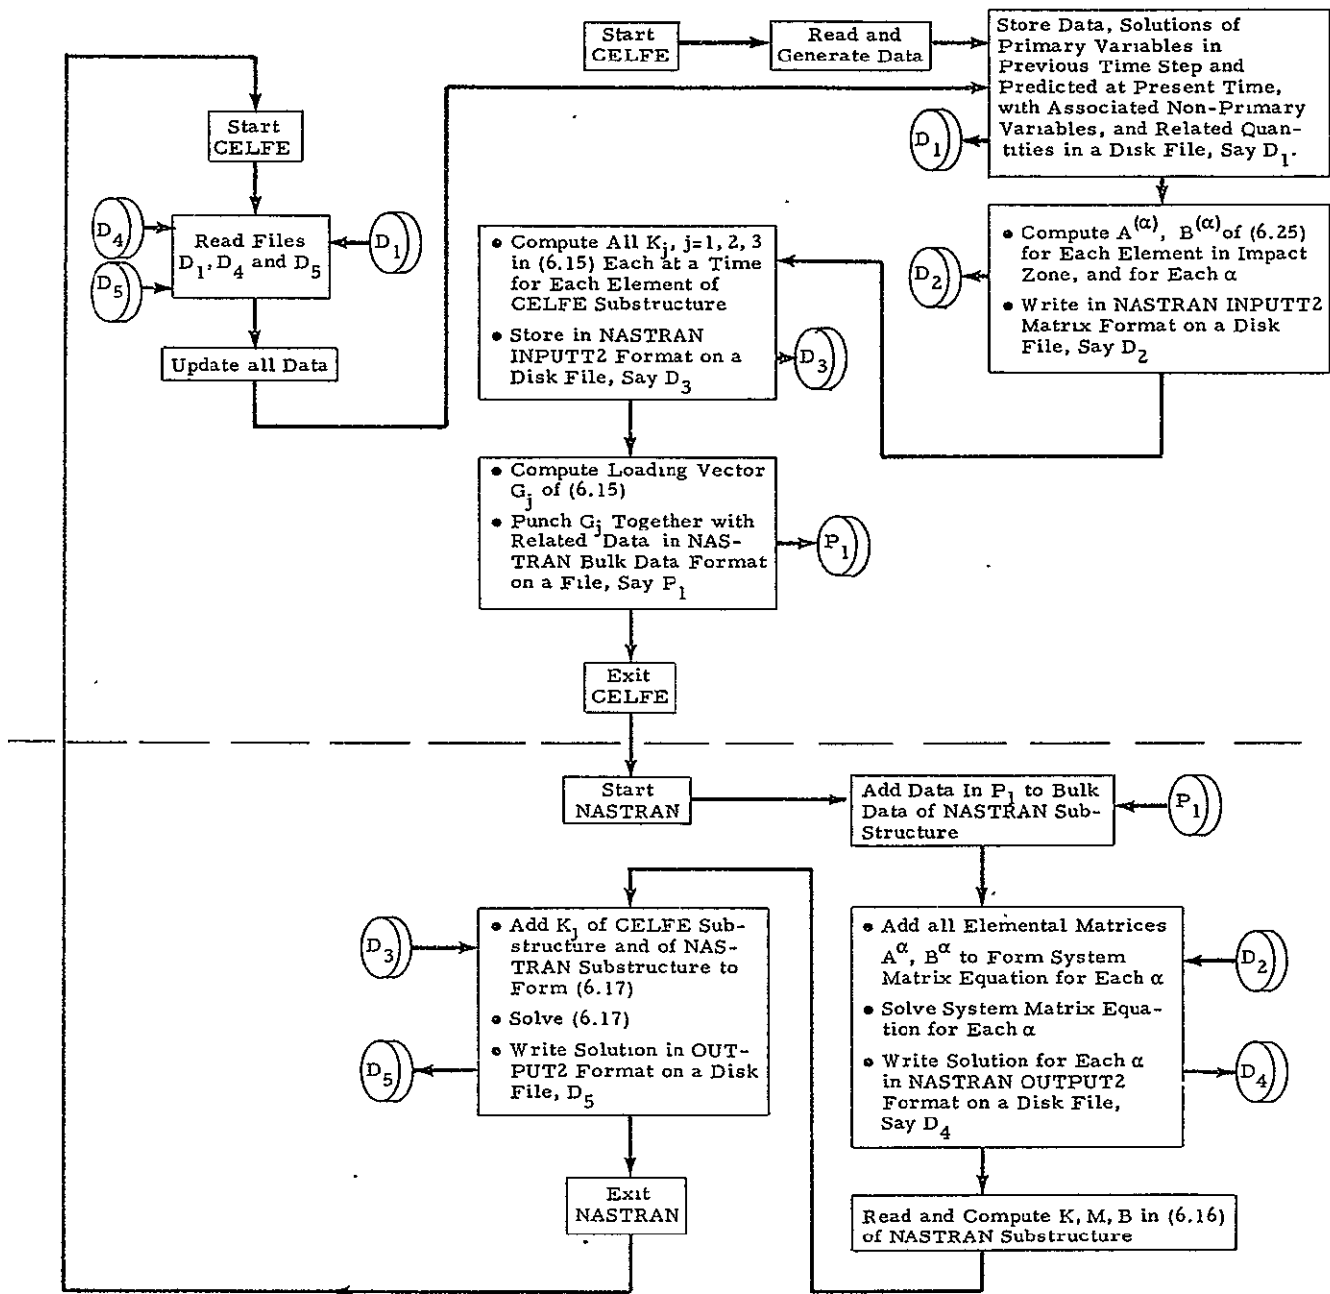 Start
CELFE
Read and
Generate Data
Store Data, Solutions of
Primary Variables in
Previous Time Step and
Predicted at Present Time,
with Associated Non-Primary
Variables, and Related Quan-
tities in a Disk File, Say D1.
D1
Start
CELFE
D4
D5
Read Files
D1, D4 and D5
D1
Update all Data
• Compute All Kj, j=1, 2, 3
in (6.15) Each at a Time
for Each Element of
CELFE Substructure
• Store in NASTRAN
INPUTT2 Format on a
Disk File, Say D3
D3
D2
• Compute A(α), B(α) of (6.25)
for Each Element in Impact
Zone, and for Each α
• Write in NASTRAN INPUTT2
Matrix Format on a Disk
File, Say D2
• Compute Loading Vector
Gj of (6.15)
• Punch Gj Together with
Related Data in NAS-
TRAN Bulk Data Format
on a File, Say P1
P1
Exit
CELFE
Start
NASTRAN
Add Data In P1 to Bulk
Data of NASTRAN Sub-
Structure
P1
D3
D5
• Add Kj of CELFE Sub-
structure and of NAS-
TRAN Substructure to
Form (6.17)
• Solve (6.17)
• Write Solution in OUT-
PUT2 Format on a Disk
File, D5
• Add all Elemental Matrices
Aα, Bα to Form System
Matrix Equation for Each α
• Solve System Matrix Equa-
tion for Each α
• Write Solution for Each α
in NASTRAN OUTPUT2
Format on a Disk File,
Say D4
D2
D4
Exit
NASTRAN
Read and Compute K, M, B in (6.16)
of NASTRAN Substructure